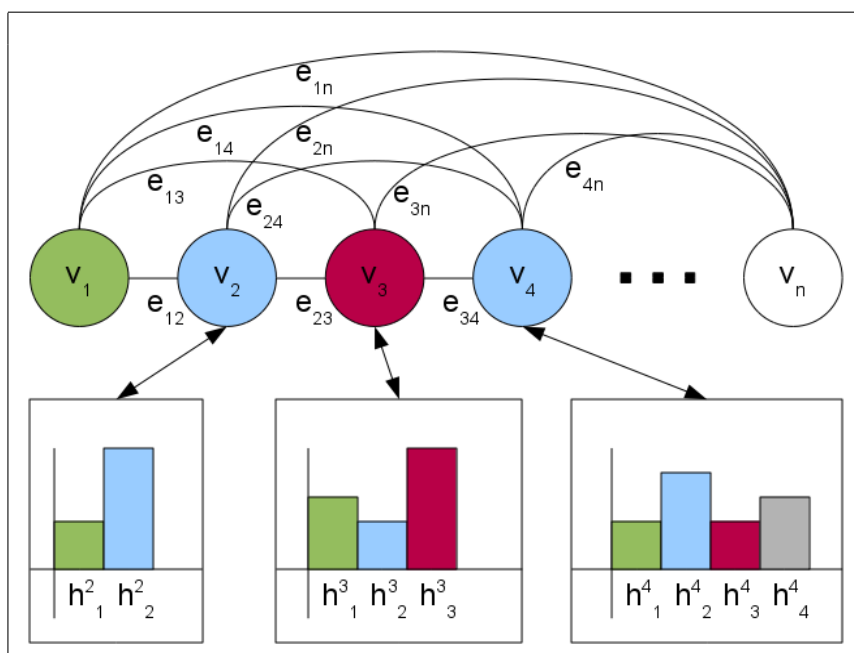 e₁ₙ
e₁₄ e₂ₙ
e₁₃ e₂₄ e₃ₙ e₄ₙ
v₁ v₂ v₃ v₄ ▪ ▪ ▪ vₙ
e₁₂ e₂₃ e₃₄
h²₁ h²₂ h³₁ h³₂ h³₃ h⁴₁ h⁴₂ h⁴₃ h⁴₄